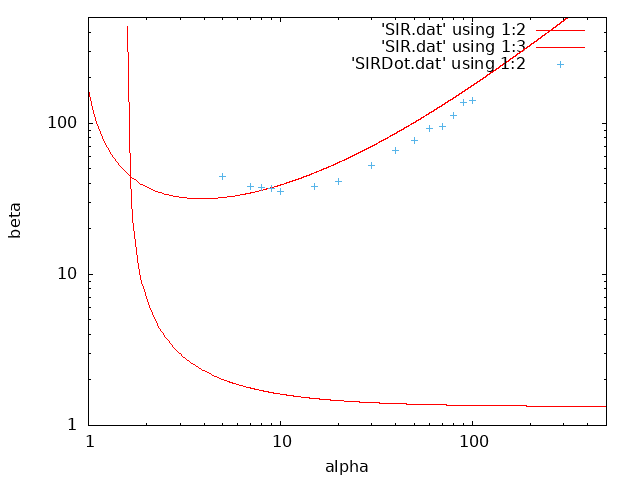 'SIR.dat' using 1:2
'SIR.dat' using 1:3
'SIRDot.dat' using 1:2
100
10
1
beta
1 10 100
alpha